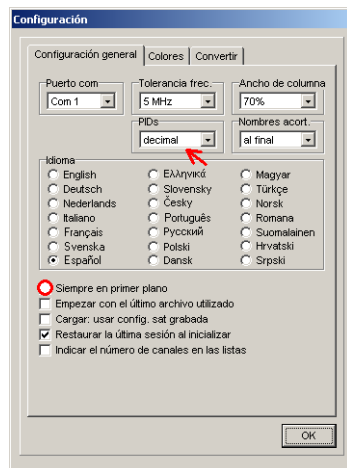 Configuración
Configuración general Colores Convertir
Puerto com Tolerancia frec. Ancho de columna
Com 1 5 MHz 70%
PIDs Nombres acort.
decimal al final
Idioma
English Ελληνικά Magyar
Deutsch Slovensky Türkçe
Nederlands Česky Norsk
Italiano Português Romana
Français Русский Suomalainen
Svenska Polski Hrvatski
Español Dansk Srpski
Siempre en primer plano
Empezar con el último archivo utilizado
Cargar: usar config. sat grabada
Restaurar la última sesión al inicializar
Indicar el número de canales en las listas
OK